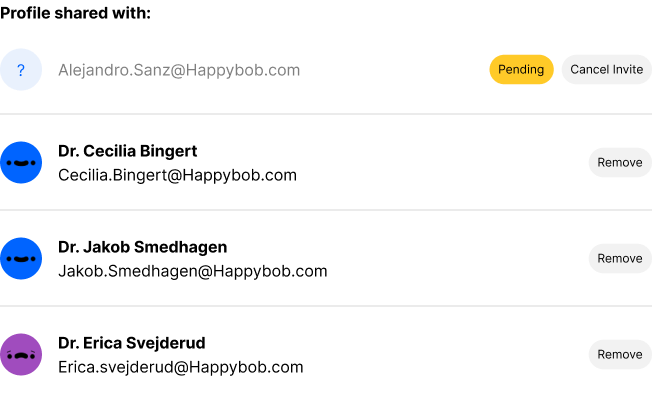 Profile shared with:
?
Alejandro.Sanz@Happybob.com
Pending
Cancel Invite
Dr. Cecilia Bingert
Cecilia.Bingert@Happybob.com
Remove
Dr. Jakob Smedhagen
Jakob.Smedhagen@Happybob.com
Remove
Dr. Erica Svejderud
Erica.svejderud@Happybob.com
Remove